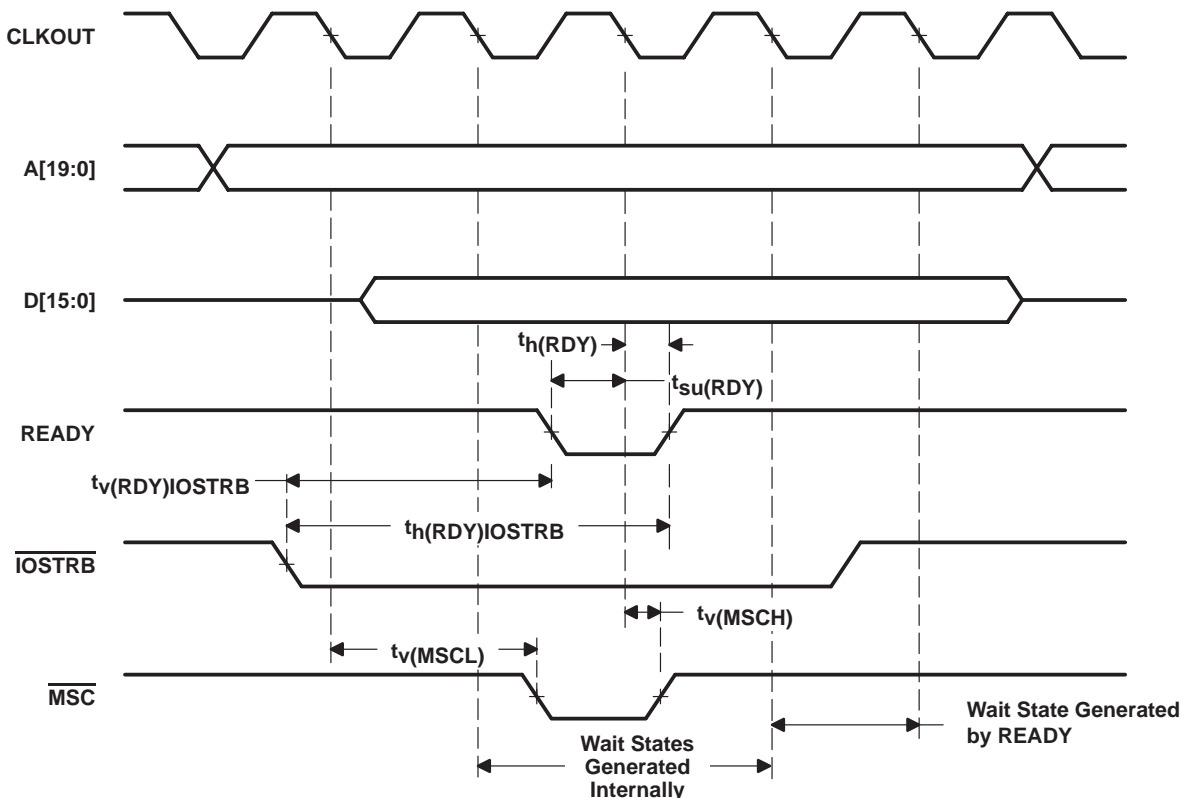 CLKOUT
A[19:0]
D[15:0]
th(RDY)
tsu(RDY)
READY
tv(RDY)IOSTRB
th(RDY)IOSTRB
IOSTRB
tv(MSCH)
tv(MSCL)
MSC
Wait State Generated
by READY
Wait States
Generated
Internally